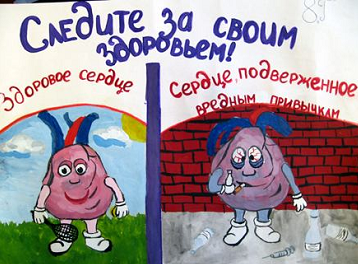 Следите за своим
здоровьем!
Здоровое сердце
Сердце, подверженное
вредным привычкам